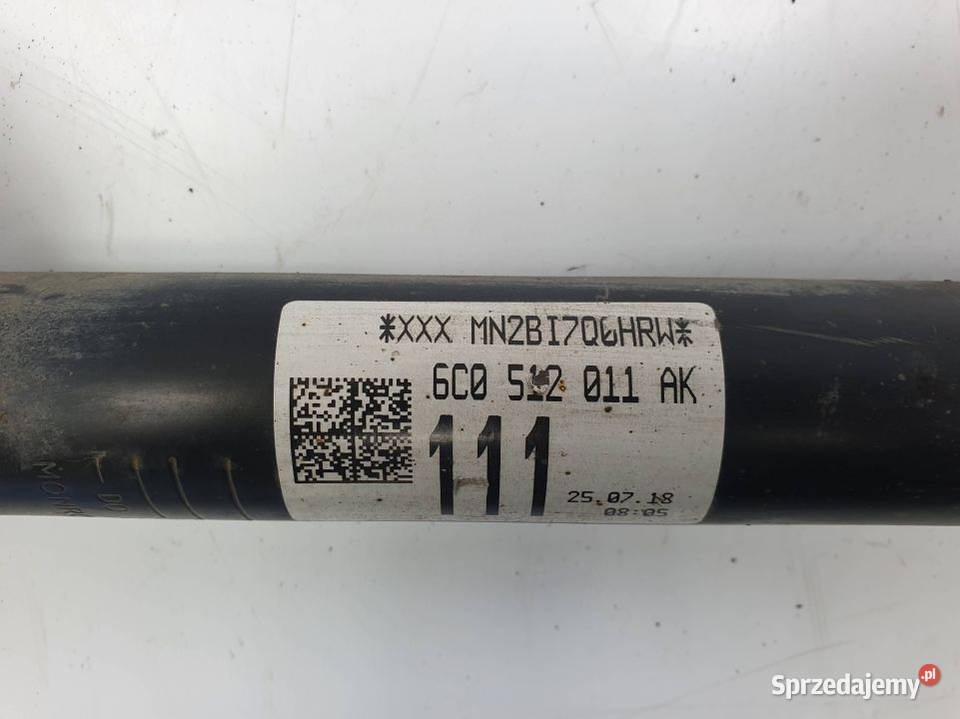 *XXX MN2BI7Q6HRW*
6C0 512 011 AK
111
25.07.18
08:05
Sprzedajemy.pl